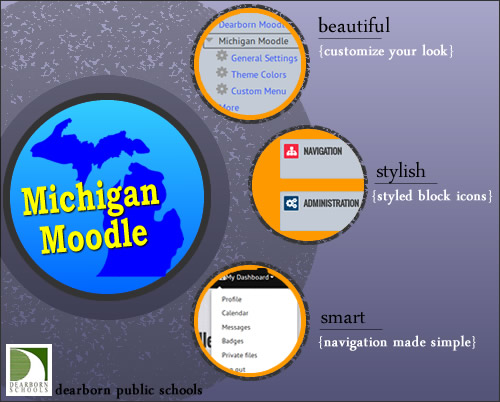 Dearborn Moodle
Michigan Moodle
General Settings
Theme Colors
Custom Menu
More
beautiful
{customize your look}
Michigan
Moodle
NAVIGATION
ADMINISTRATION
stylish
{styled block icons}
My Dashboard
Profile
Calendar
Messages
Badges
Private files
smart
{navigation made simple}
DEARBORN
SCHOOLS
dearborn public schools